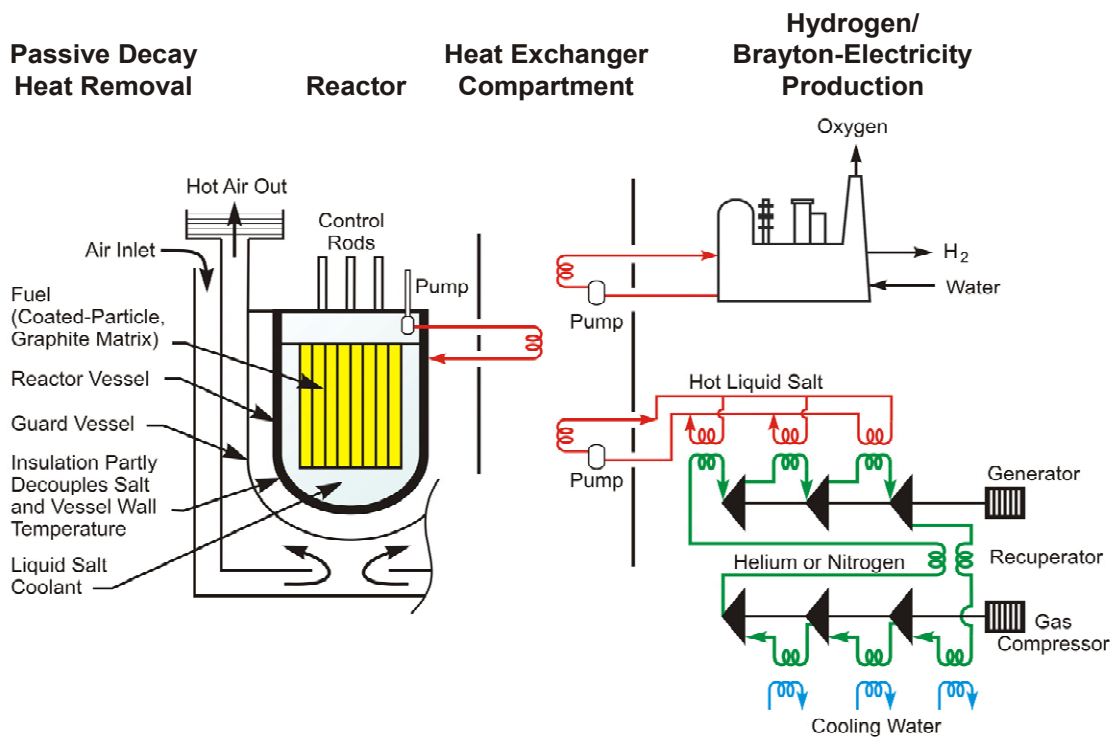 Passive Decay
Heat Removal
Reactor
Heat Exchanger
Compartment
Hydrogen/
Brayton-Electricity
Production
Oxygen
Hot Air Out
Control
Rods
Air Inlet
H2
Pump
Water
Fuel
(Coated-Particle,
Graphite Matrix)
Pump
Reactor Vessel
Hot Liquid Salt
Guard Vessel
Insulation Partly
Decouples Salt
and Vessel Wall
Temperature
Pump
Generator
Liquid Salt
Coolant
Helium or Nitrogen
Recuperator
Gas
Compressor
Cooling Water